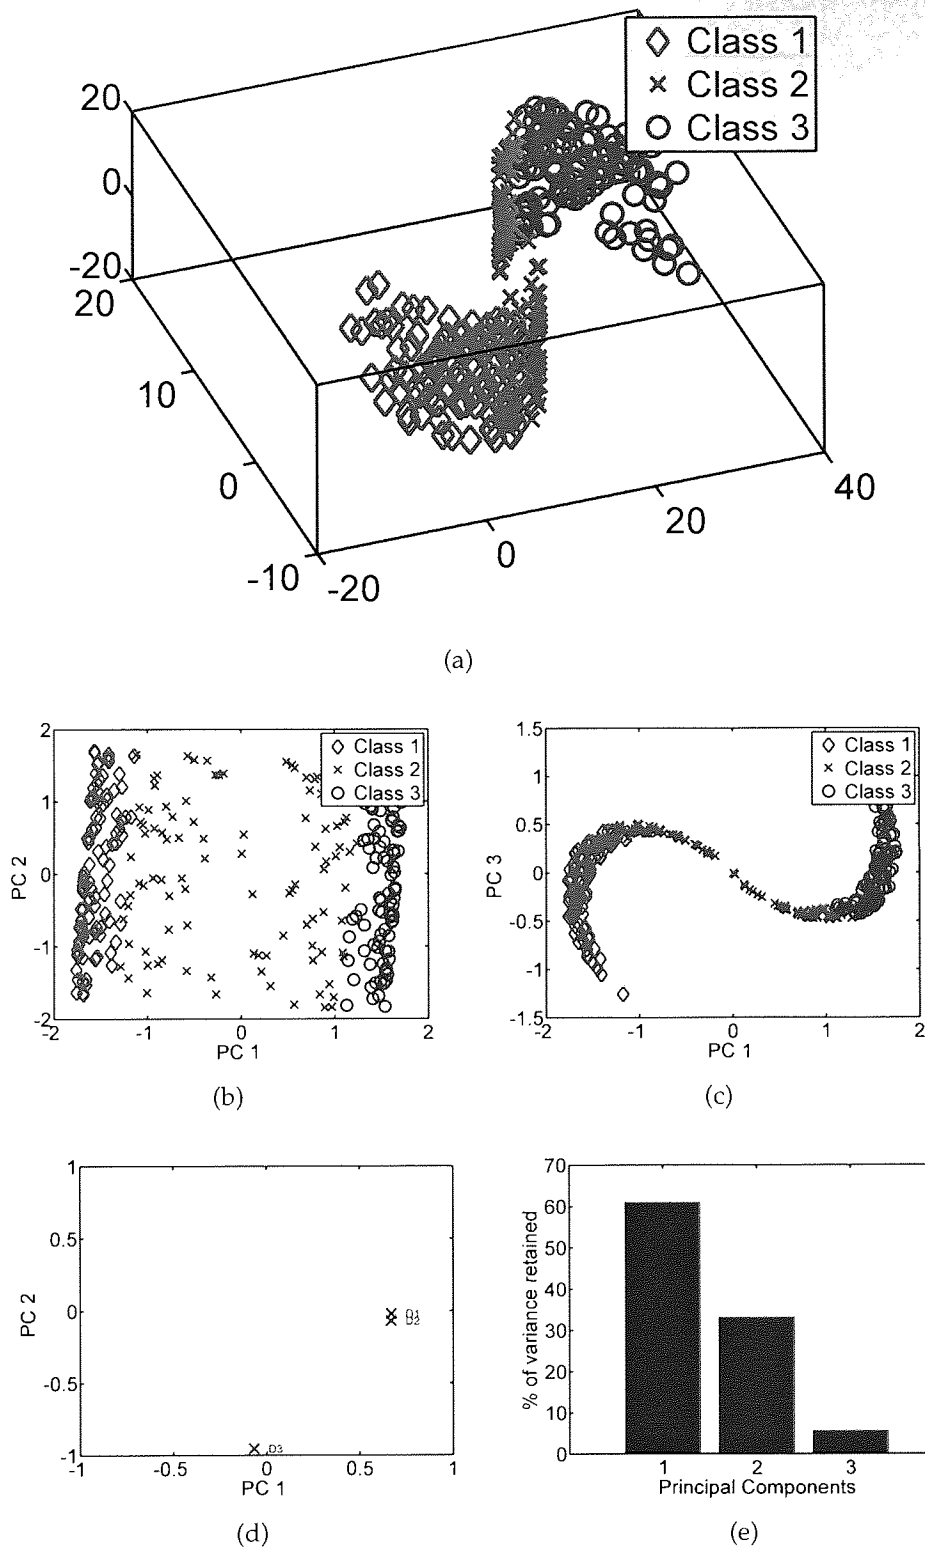 Class 1
Class 2
Class 3
20
0
-20
20
10
0
-10
-20
0
20
40
(a)
2
1
0
-1
-2
PC 2
Class 1
Class 2
Class 3
-2
-1
0
1
2
PC 1
(b)
1.5
1
0.5
0
-0.5
-1
-1.5
PC 3
Class 1
Class 2
Class 3
-2
-1
0
1
2
PC 1
(c)
1
0.5
0
-0.5
-1
PC 2
D1
D2
D3
-1
-0.5
0
0.5
1
PC 1
(d)
70
60
50
40
30
20
10
0
% of variance retained
1
2
3
Principal Components
(e)